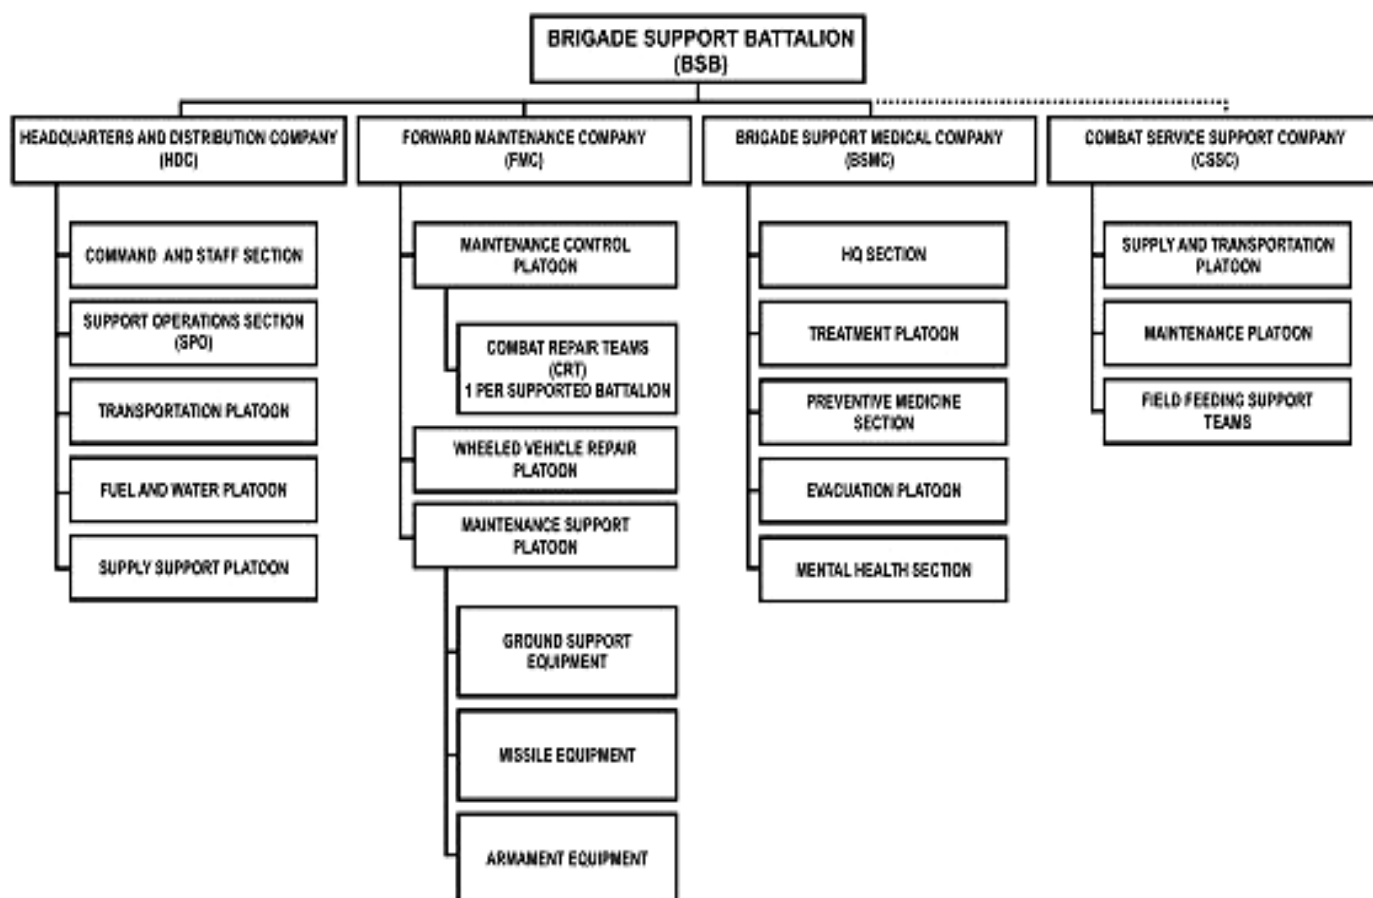 BRIGADE SUPPORT BATTALION
(BSB)
HEADQUARTERS AND DISTRIBUTION COMPANY
(HDC)
COMMAND AND STAFF SECTION
SUPPORT OPERATIONS SECTION
(SPO)
TRANSPORTATION PLATOON
FUEL AND WATER PLATOON
SUPPLY SUPPORT PLATOON
FORWARD MAINTENANCE COMPANY
(FMC)
MAINTENANCE CONTROL
PLATOON
COMBAT REPAIR TEAMS
(CRT)
1 PER SUPPORTED BATTALION
WHEELED VEHICLE REPAIR
PLATOON
MAINTENANCE SUPPORT
PLATOON
GROUND SUPPORT
EQUIPMENT
MISSILE EQUIPMENT
ARMAMENT EQUIPMENT
BRIGADE SUPPORT MEDICAL COMPANY
(BSMC)
HQ SECTION
TREATMENT PLATOON
PREVENTIVE MEDICINE
SECTION
EVACUATION PLATOON
MENTAL HEALTH SECTION
COMBAT SERVICE SUPPORT COMPANY
(CSSC)
SUPPLY AND TRANSPORTATION
PLATOON
MAINTENANCE PLATOON
FIELD FEEDING SUPPORT
TEAMS